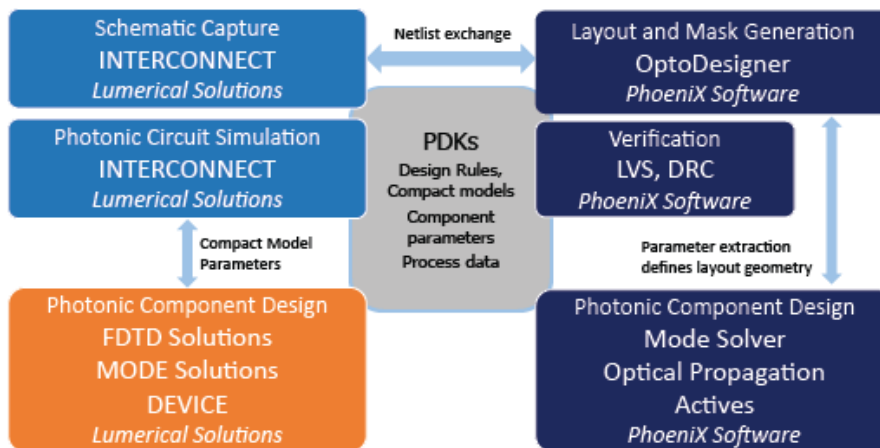 Schematic Capture
INTERCONNECT
Lumerical Solutions
Netlist exchange
Layout and Mask Generation
OptoDesigner
PhoeniX Software
Photonic Circuit Simulation
INTERCONNECT
Lumerical Solutions
PDKs
Design Rules,
Compact models
Component
parameters
Process data
Verification
LVS, DRC
PhoeniX Software
Compact Model
Parameters
Parameter extraction
defines layout geometry
Photonic Component Design
FDTD Solutions
MODE Solutions
DEVICE
Lumerical Solutions
Photonic Component Design
Mode Solver
Optical Propagation
Actives
PhoeniX Software